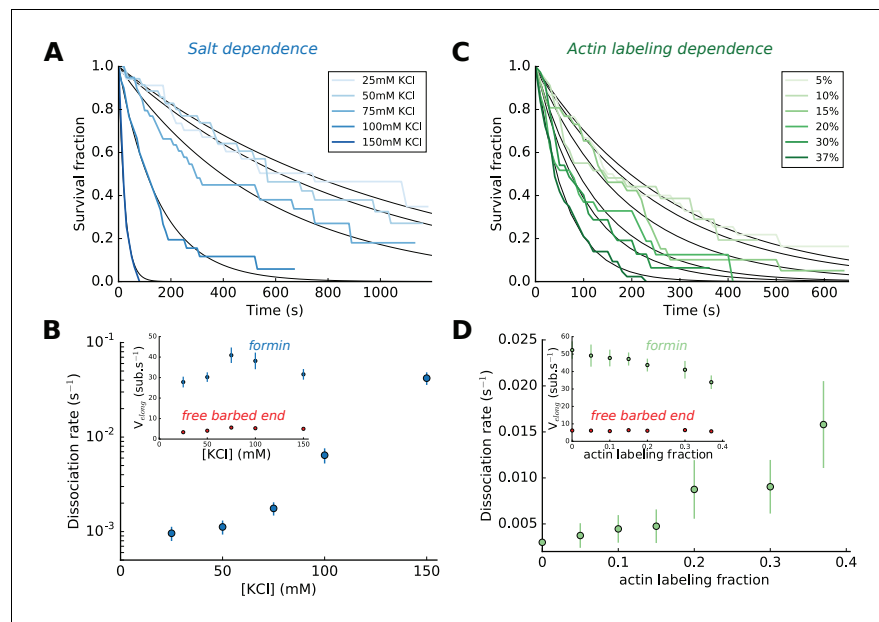 A
Salt dependence
Survival fraction
1.0
0.8
0.6
0.4
0.2
0.0
25mM KCl
50mM KCl
75mM KCl
100mM KCl
150mM KCl
0 200 400 600 800 1000
Time (s)
C
Actin labeling dependence
Survival fraction
1.0
0.8
0.6
0.4
0.2
0.0
5%
10%
15%
20%
30%
37%
0 100 200 300 400 500 600
Time (s)
B
Dissociation rate (s⁻¹)
10⁻¹
10⁻²
10⁻³
0 50 100 150
[KCl] (mM)
formin
free barbed end
V_elong (sub.s⁻¹)
50
40
30
20
10
0
0 50 100 150
[KCl] (mM)
D
Dissociation rate (s⁻¹)
0.025
0.020
0.015
0.010
0.005
0.0 0.1 0.2 0.3 0.4
actin labeling fraction
formin
free barbed end
V_elong (sub.s⁻¹)
60
50
40
30
20
10
0
0 0.1 0.2 0.3 0.4
actin labeling fraction